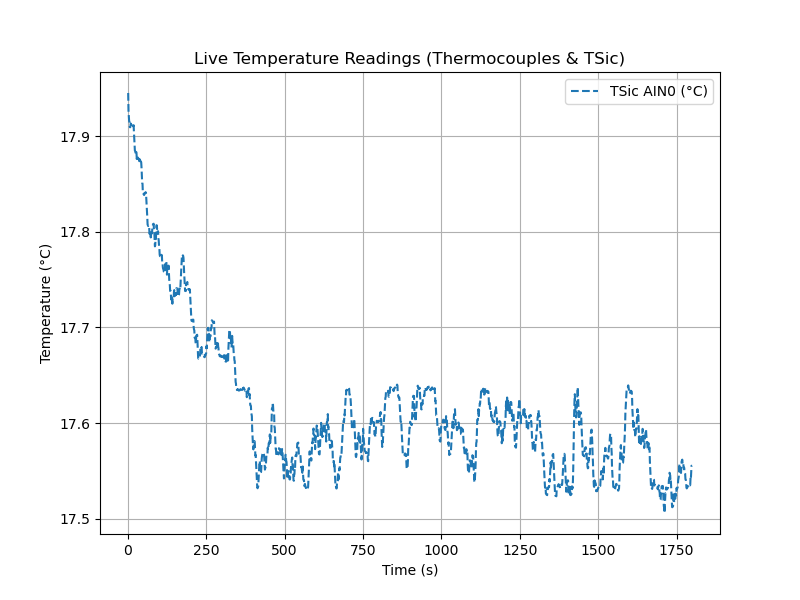 Live Temperature Readings (Thermocouples & TSic)
TSic AIN0 (°C)
Temperature (°C)
17.9
17.8
17.7
17.6
17.5
0 250 500 750 1000 1250 1500 1750
Time (s)